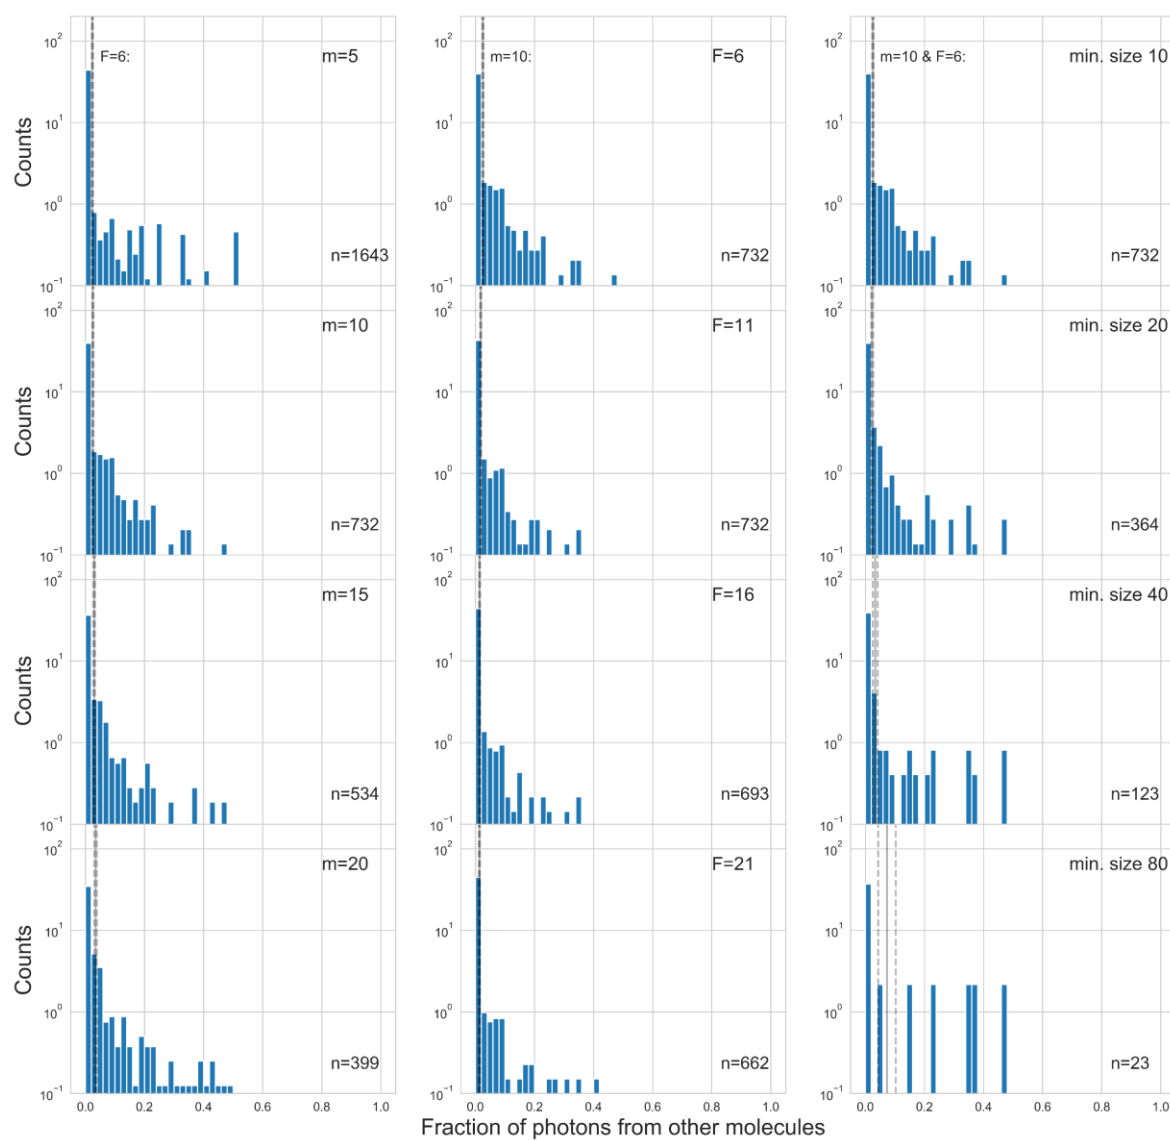 10²
F=6:
m=5
10¹
Counts
10⁰
n=1643
10⁻¹
10²
m=10:
F=6
10¹
10⁰
n=732
10⁻¹
10²
m=10 & F=6:
min. size 10
10¹
10⁰
n=732
10⁻¹
10²
m=10
10¹
Counts
10⁰
n=732
10⁻¹
10²
F=11
10¹
10⁰
n=732
10⁻¹
10²
min. size 20
10¹
10⁰
n=364
10⁻¹
10²
m=15
10¹
Counts
10⁰
n=534
10⁻¹
10²
F=16
10¹
10⁰
n=693
10⁻¹
10²
min. size 40
10¹
10⁰
n=123
10⁻¹
10²
m=20
10¹
Counts
10⁰
n=399
10⁻¹
0.0 0.2 0.4 0.6 0.8 1.0
10²
F=21
10¹
10⁰
n=662
10⁻¹
0.0 0.2 0.4 0.6 0.8 1.0
10²
min. size 80
10¹
10⁰
n=23
10⁻¹
0.0 0.2 0.4 0.6 0.8 1.0
Fraction of photons from other molecules